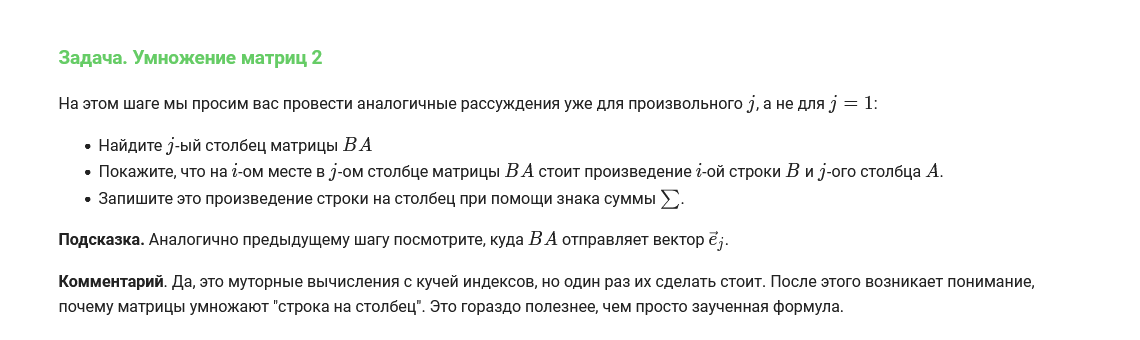 Задача. Умножение матриц 2
На этом шаге мы просим вас провести аналогичные рассуждения уже для произвольного j, а не для j = 1:
• Найдите j-ый столбец матрицы BA
• Покажите, что на i-ом месте в j-ом столбце матрицы BA стоит произведение i-ой строки B и j-ого столбца A.
• Запишите это произведение строки на столбец при помощи знака суммы ∑.
Подсказка. Аналогично предыдущему шагу посмотрите, куда BA отправляет вектор e⃗_j.
Комментарий. Да, это муторные вычисления с кучей индексов, но один раз их сделать стоит. После этого возникает понимание,
почему матрицы умножают "строка на столбец". Это гораздо полезнее, чем просто заученная формула.